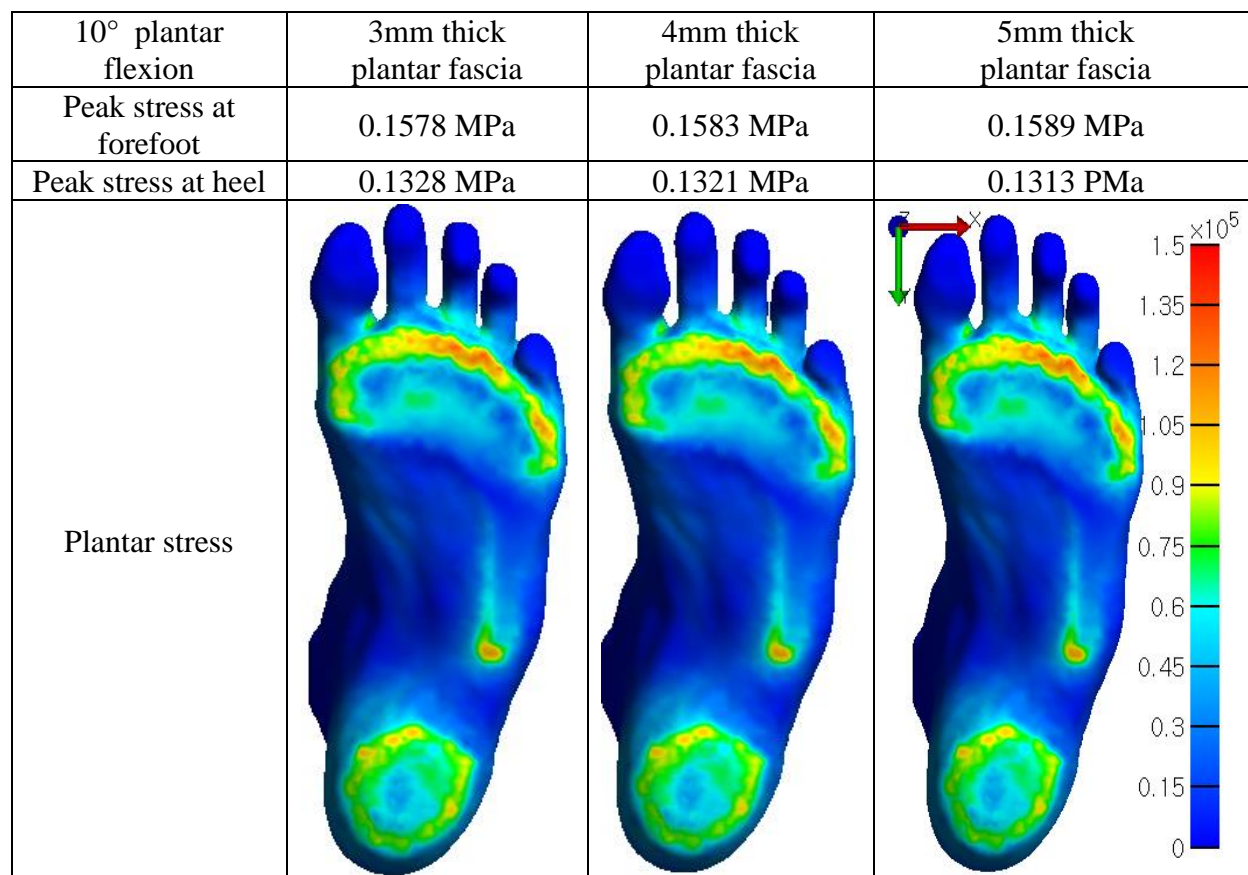 10° plantar
flexion
3mm thick
plantar fascia
4mm thick
plantar fascia
5mm thick
plantar fascia
Peak stress at
forefoot
0.1578 MPa
0.1583 MPa
0.1589 MPa
Peak stress at heel
0.1328 MPa
0.1321 MPa
0.1313 PMa
Plantar stress
Z
X
Y
×10⁵
1.5
1.35
1.2
1.05
0.9
0.75
0.6
0.45
0.3
0.15
0